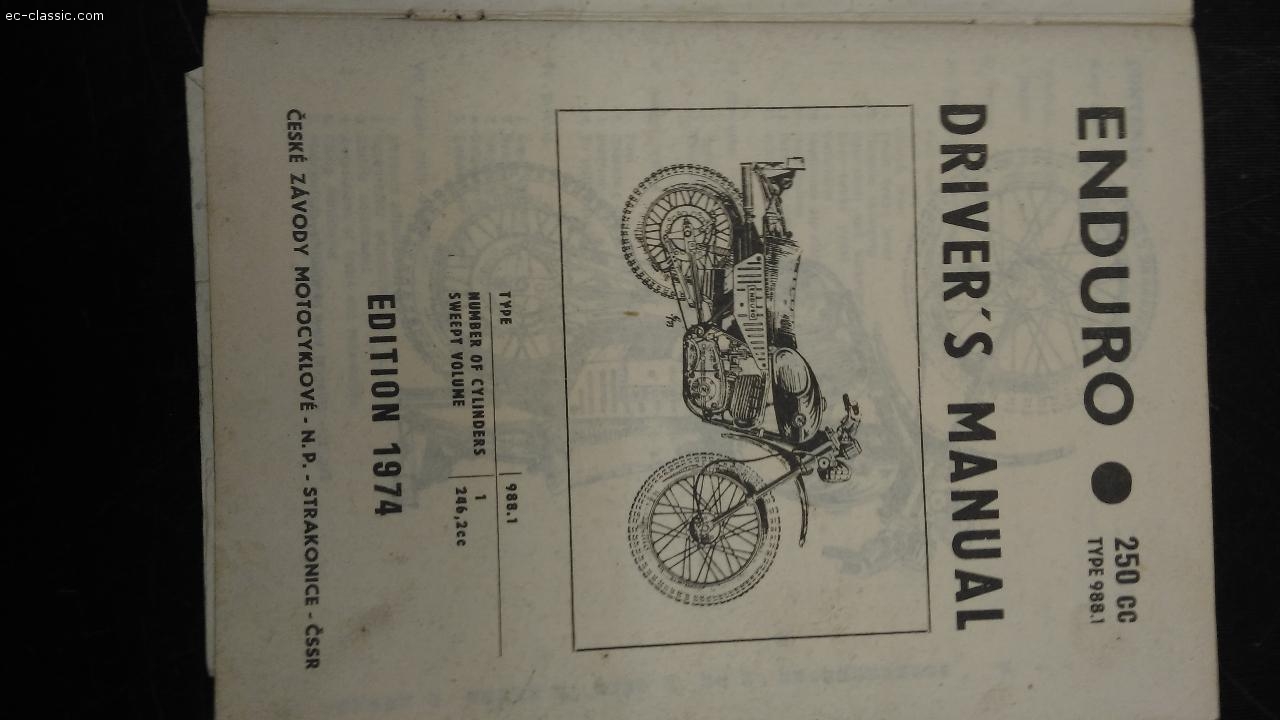 ec-classic.com
ENDURO ● 250 CC
TYPE 988.1
DRIVER´S MANUAL
ENDURO
TYPE 988.1
NUMBER OF CYLINDERS 1
SWEPT VOLUME 246,2cc
EDITION 1974
ČESKÉ ZÁVODY MOTOCYKLOVÉ - N.P. - STRAKONICE - ČSSR